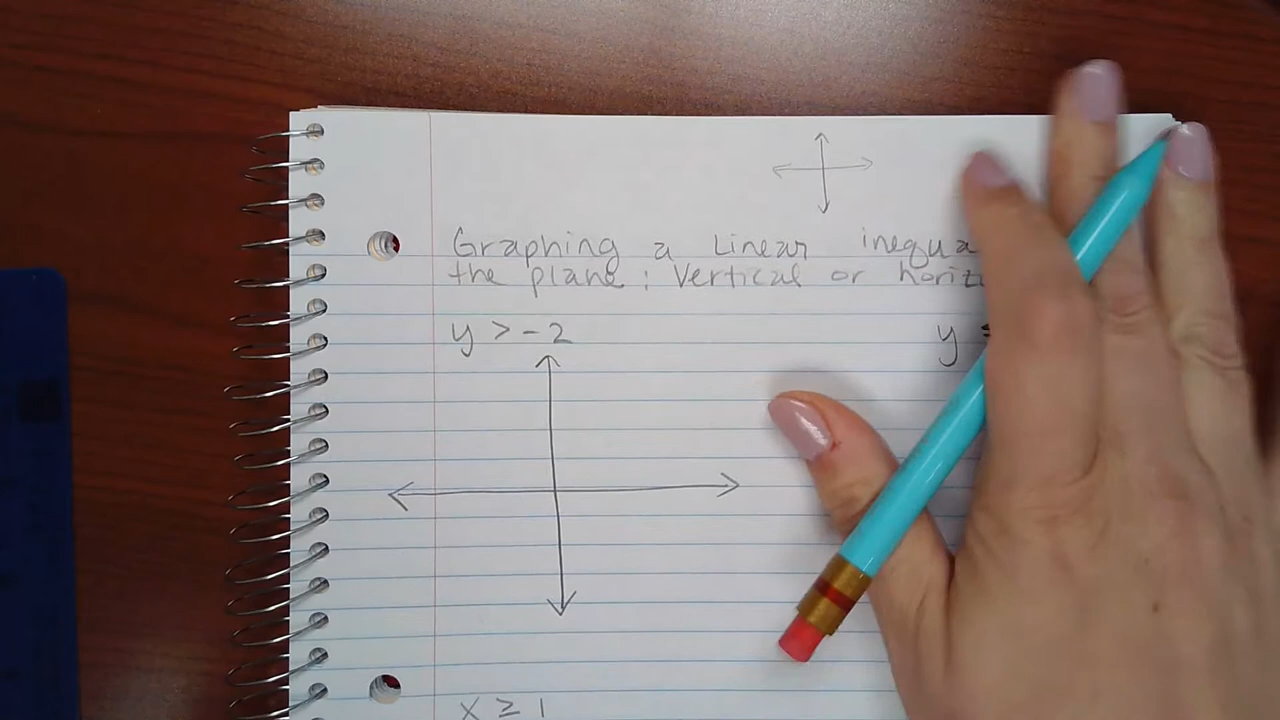 Graphing a Linear
the plane: Vertical or
y > -2
y
x ≥ 1